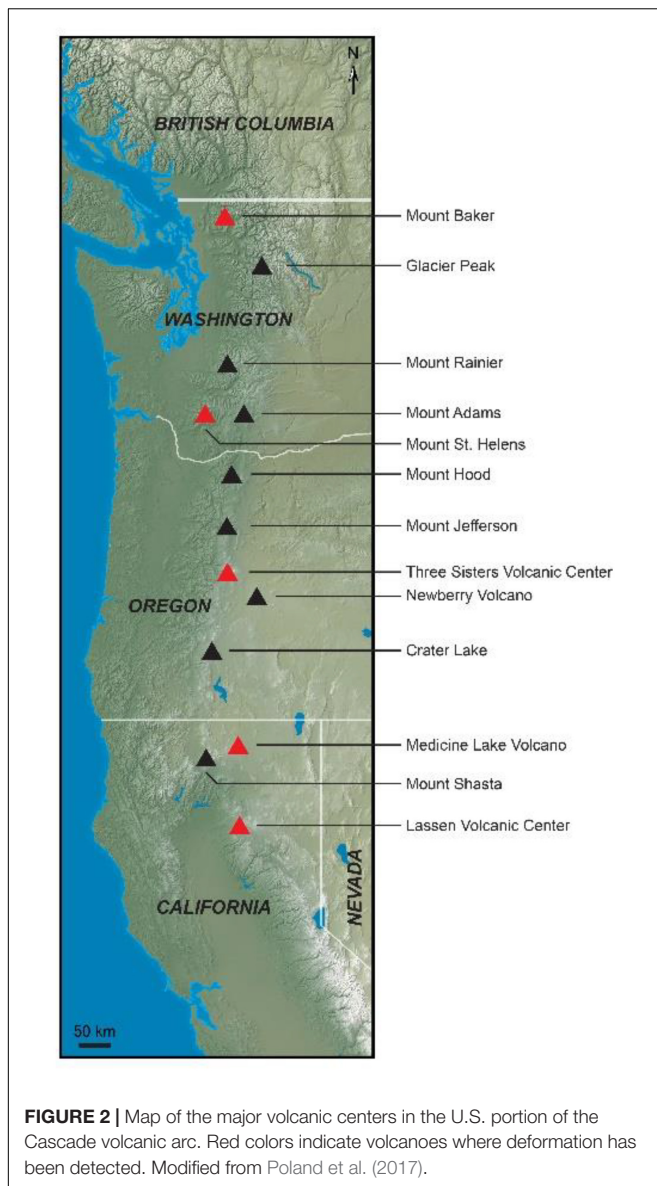 N
BRITISH COLUMBIA
Mount Baker
Glacier Peak
WASHINGTON
Mount Rainier
Mount Adams
Mount St. Helens
Mount Hood
Mount Jefferson
Three Sisters Volcanic Center
Newberry Volcano
OREGON
Crater Lake
Medicine Lake Volcano
Mount Shasta
Lassen Volcanic Center
NEVADA
CALIFORNIA
50 km
FIGURE 2 | Map of the major volcanic centers in the U.S. portion of the
Cascade volcanic arc. Red colors indicate volcanoes where deformation has
been detected. Modified from Poland et al. (2017).